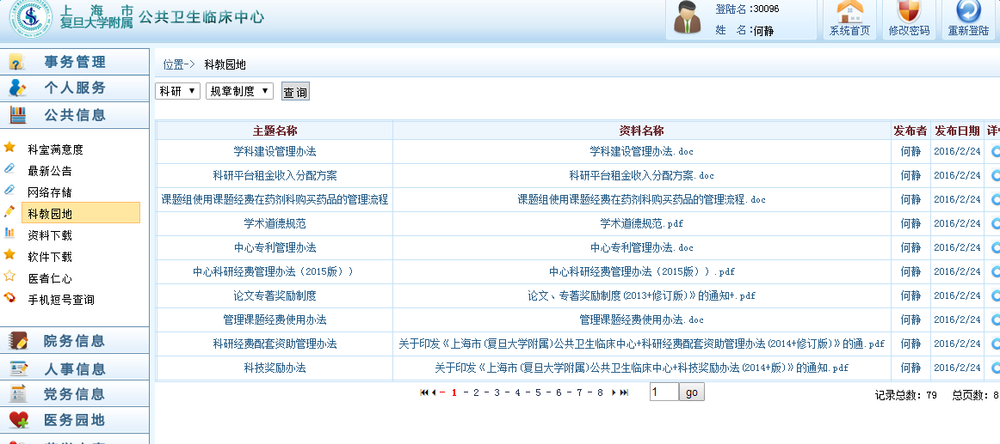 上 海 市
复旦大学附属
公共卫生临床中心
登陆名:30096
姓 名:何静
系统首页
修改密码
重新登陆
事务管理
个人服务
公共信息
科室满意度
最新公告
网络存储
科教园地
资料下载
软件下载
医者仁心
手机短号查询
院务信息
人事信息
党务信息
医务园地
位置-> 科教园地
科研 ▼ 规章制度 ▼ 查询
主题名称 资料名称 发布者 发布日期
学科建设管理办法 学科建设管理办法.doc 何静 2016/2/24
科研平台租金收入分配方案 科研平台租金收入分配方案.doc 何静 2016/2/24
课题组使用课题经费在药剂科购买药品的管理流程 课题组使用课题经费在药剂科购买药品的管理流程.doc 何静 2016/2/24
学术道德规范 学术道德规范.pdf 何静 2016/2/24
中心专利管理办法 中心专利管理办法.doc 何静 2016/2/24
中心科研经费管理办法（2015版）） 中心科研经费管理办法（2015版））.pdf 何静 2016/2/24
论文专著奖励制度 论文、专著奖励制度(2013+修订版)》的通知+.pdf 何静 2016/2/24
管理课题经费使用办法 管理课题经费使用办法.doc 何静 2016/2/24
科研经费配套资助管理办法 关于印发《上海市(复旦大学附属)公共卫生临床中心+科研经费配套资助管理办法(2014+修订版)》的通.pdf 何静 2016/2/24
科技奖励办法 关于印发《上海市(复旦大学附属)公共卫生临床中心+科技奖励办法(2014+版)》的通知.pdf 何静 2016/2/24
- 1 - 2 - 3 - 4 - 5 - 6 - 7 - 8 1 go
记录总数: 79 总页数: 8